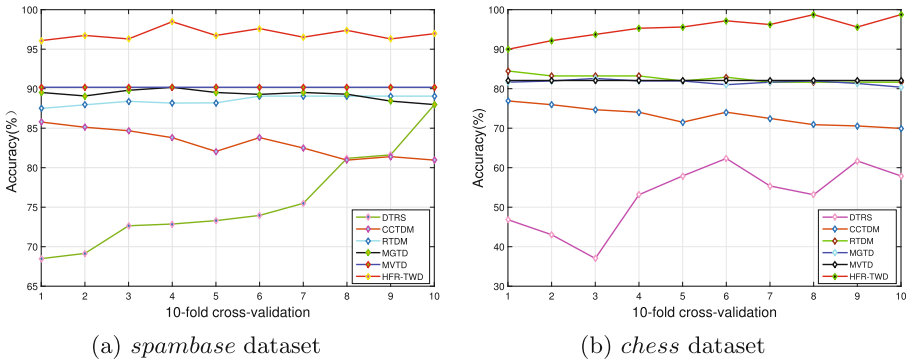 100
95
90
85
80
75
70
65
Accuracy(%)
1 2 3 4 5 6 7 8 9 10
10-fold cross-validation
DTRS
CCTDM
RTDM
MGTD
MVTD
HFR-TWD
(a) spambase dataset
100
90
80
70
60
50
40
30
Accuracy(%)
1 2 3 4 5 6 7 8 9 10
10-fold cross-validation
DTRS
CCTDM
RTDM
MGTD
MVTD
HFR-TWD
(b) chess dataset